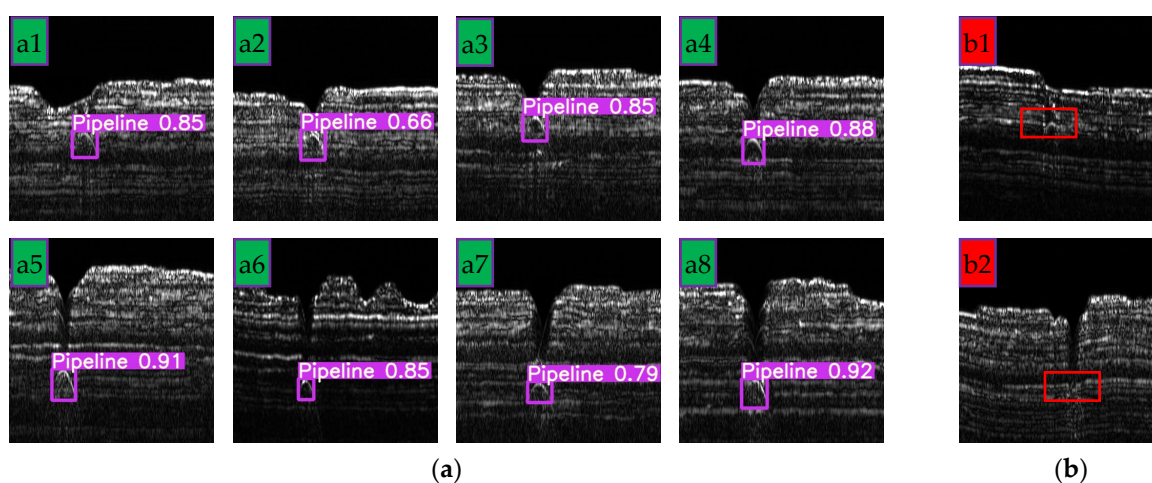 a1
a2
a3
a4
b1
Pipeline 0.85
Pipeline 0.66
Pipeline 0.85
Pipeline 0.88
a5
a6
a7
a8
b2
Pipeline 0.91
Pipeline 0.85
Pipeline 0.79
Pipeline 0.92
(a)
(b)